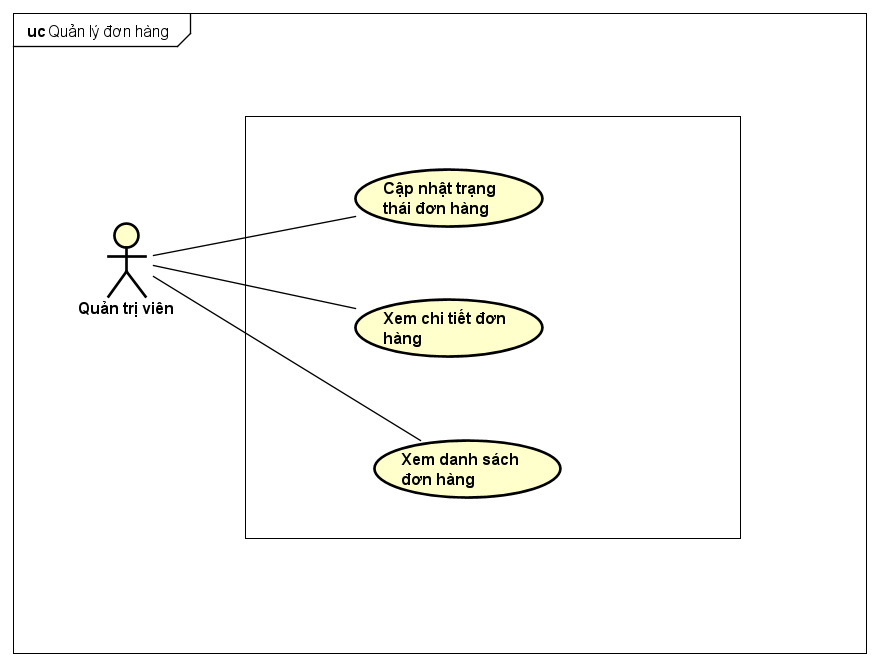 uc Quản lý đơn hàng
Cập nhật trạng
thái đơn hàng
Quản trị viên
Xem chi tiết đơn
hàng
Xem danh sách
đơn hàng